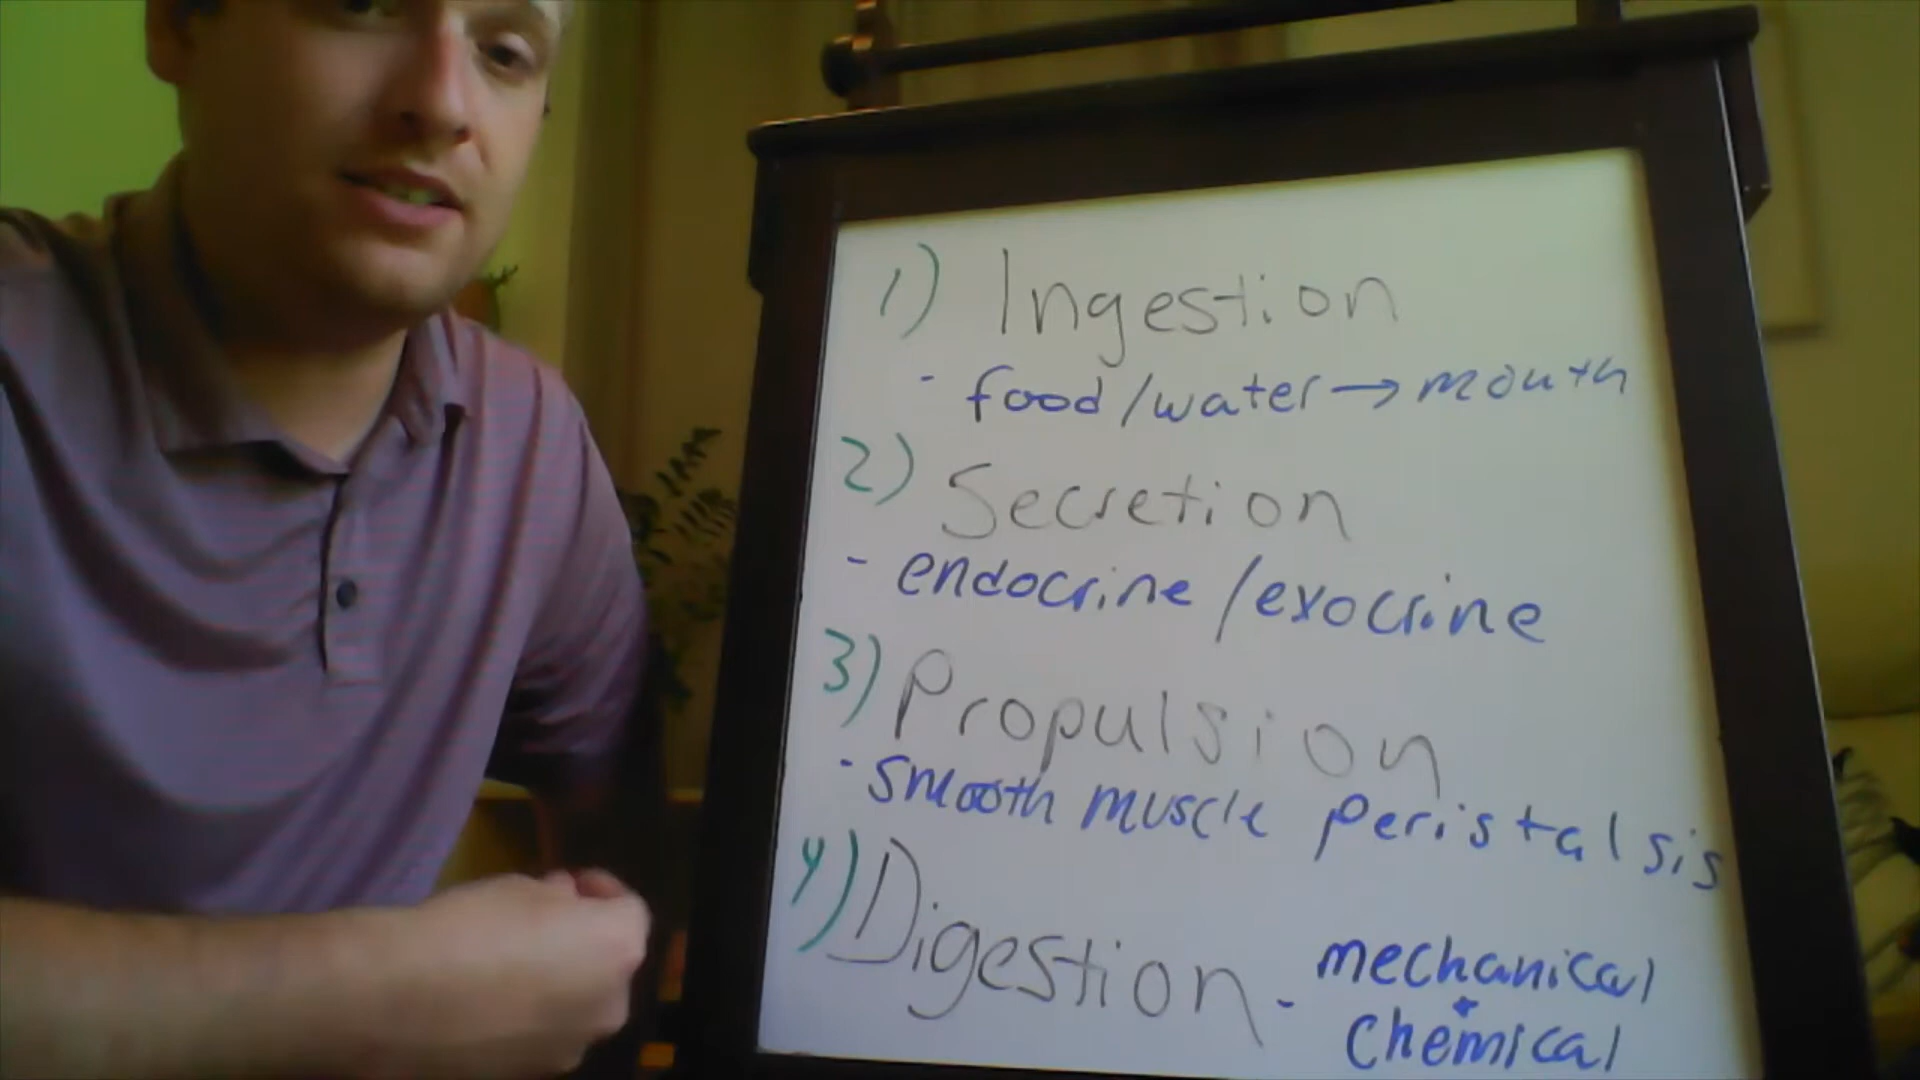 1) Ingestion
- food/water → mouth
2) Secretion
- endocrine/exocrine
3) Propulsion
- smooth muscle peristalsis
4) Digestion - mechanical
+
chemical